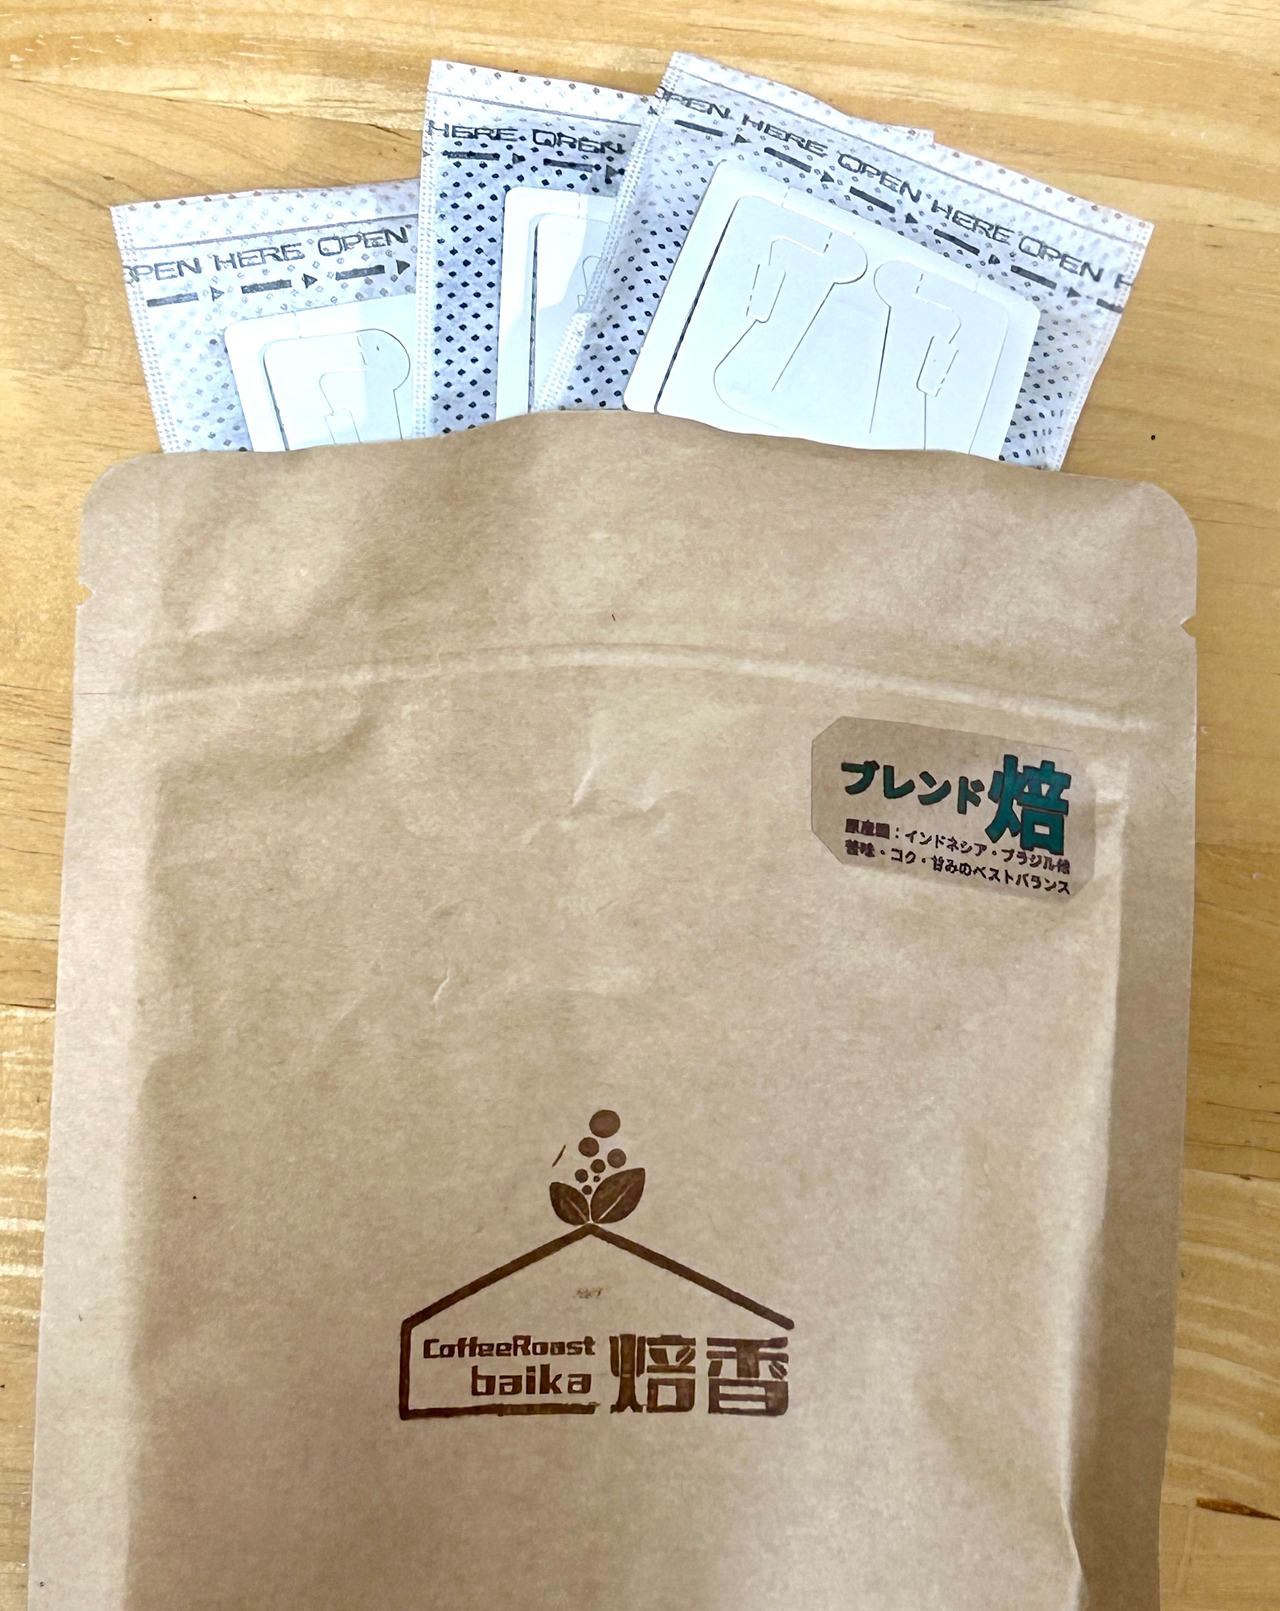 OPEN HERE OPEN
HERE OPEN
OPEN HERE OPEN HERE OPEN
ブレンド焙
原産国：インドネシア・ブラジル他
苦味・コク・甘みのベストバランス
CoffeeRoast
baika
焙香